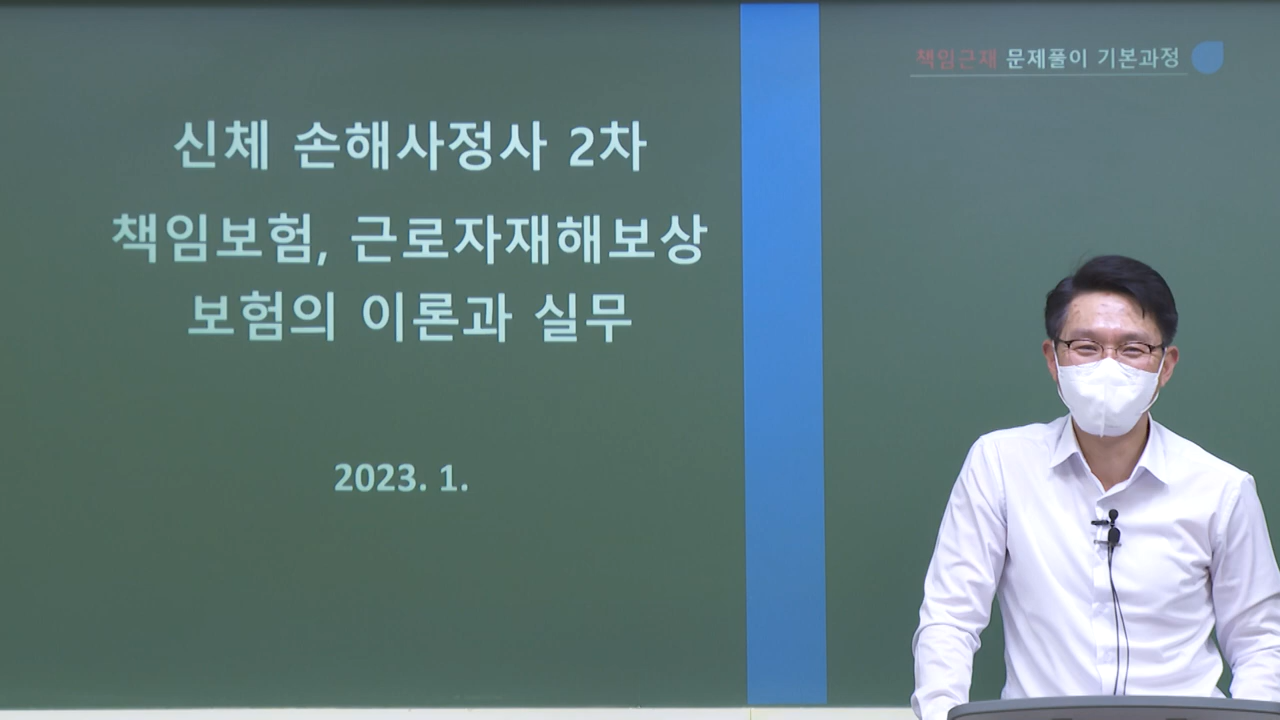 책임근재 문제풀이 기본과정
신체 손해사정사 2차
책임보험, 근로자재해보상
보험의 이론과 실무
2023. 1.